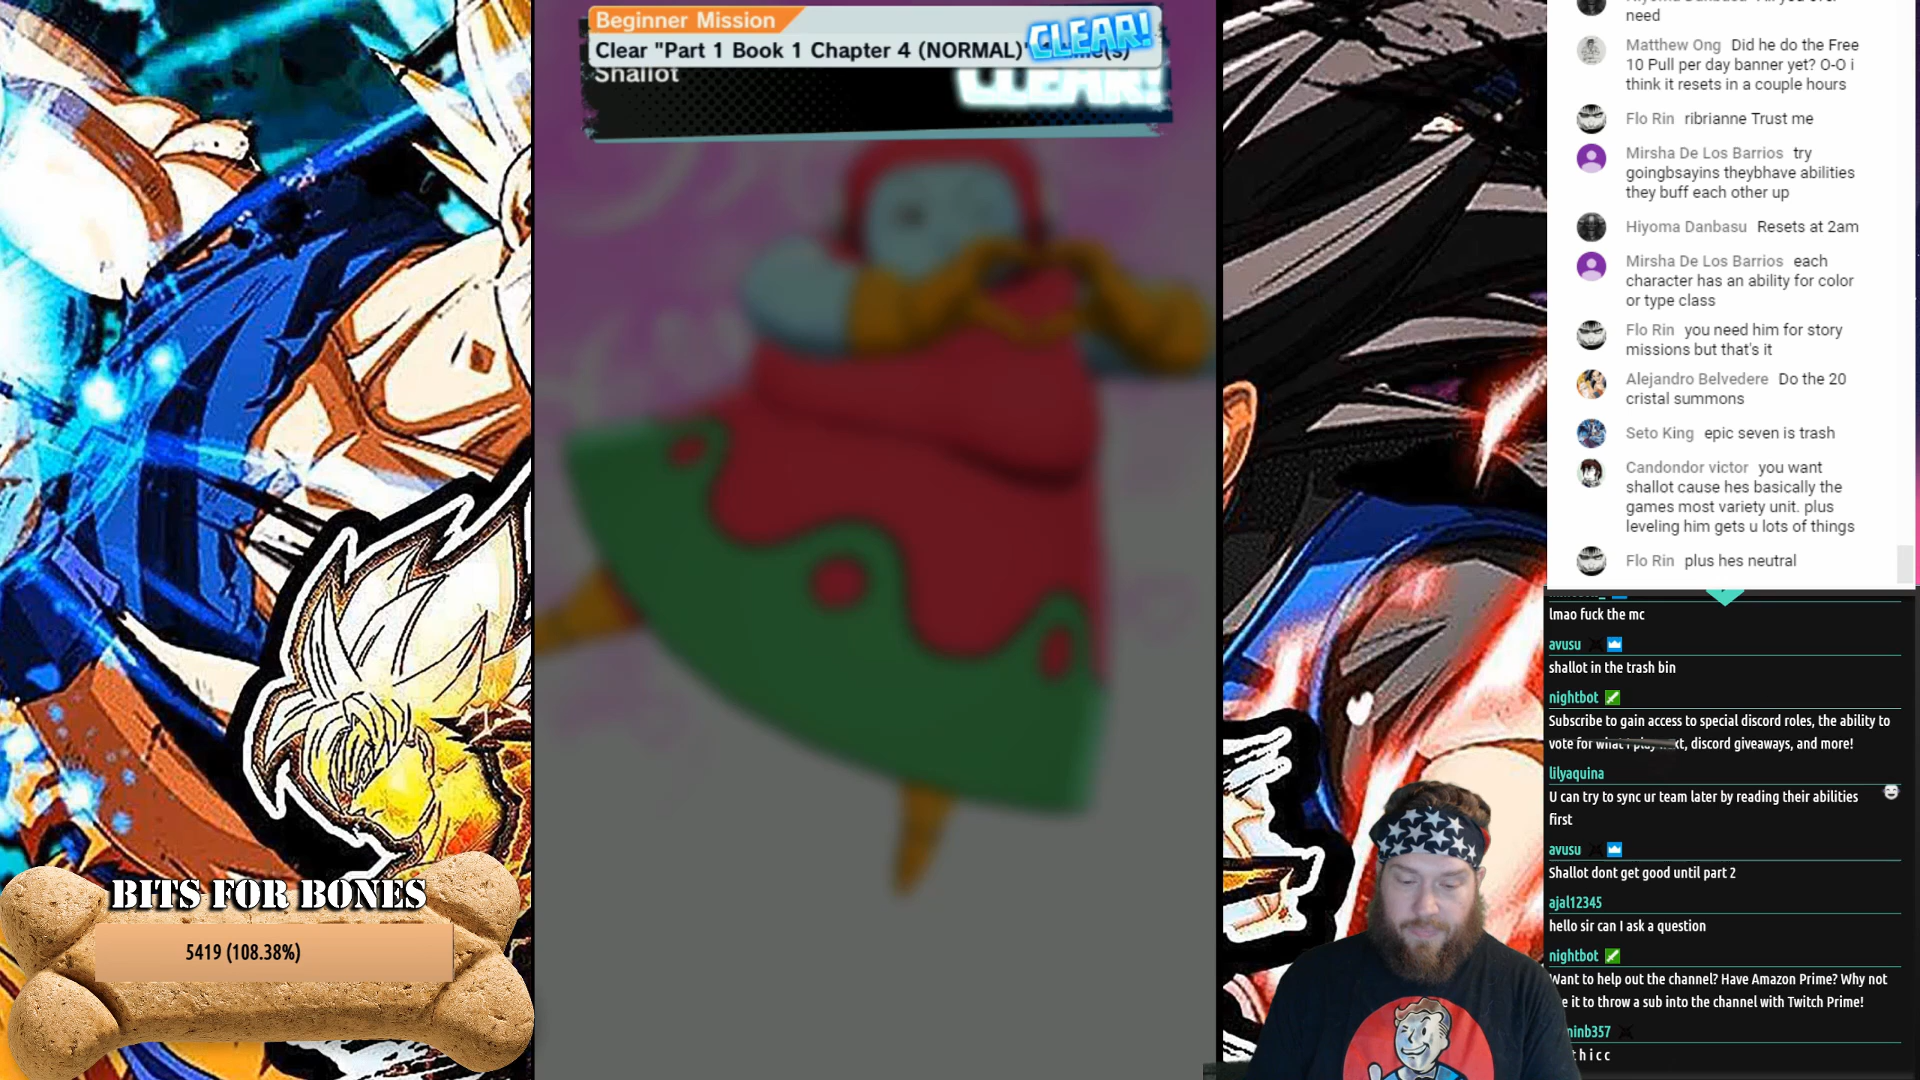 Beginner Mission
Clear "Part 1 Book 1 Chapter 4 (NORMAL)"
CLEAR!
Shallot
CLEAR!
need
Matthew Ong Did he do the Free
10 Pull per day banner yet? O-O i
think it resets in a couple hours
Flo Rin ribrianne Trust me
Mirsha De Los Barrios try
goingbsayins theybhave abilities
they buff each other up
Hiyoma Danbasu Resets at 2am
Mirsha De Los Barrios each
character has an ability for color
or type class
Flo Rin you need him for story
missions but that's it
Alejandro Belvedere Do the 20
cristal summons
Seto King epic seven is trash
Candondor victor you want
shallot cause hes basically the
games most variety unit. plus
leveling him gets u lots of things
Flo Rin plus hes neutral
lmao fuck the mc
avusu
shallot in the trash bin
nightbot
Subscribe to gain access to special discord roles, the ability to
vote for what I play next, discord giveaways, and more!
lilyaquina
U can try to sync ur team later by reading their abilities
first
avusu
Shallot dont get good until part 2
ajal12345
hello sir can I ask a question
nightbot
Want to help out the channel? Have Amazon Prime? Why not
it to throw a sub into the channel with Twitch Prime!
t h i c c
BITS FOR BONES
5419 (108.38%)